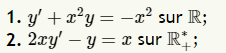 1. y′ + x²y = −x² sur ℝ;
2. 2xy′ − y = x sur ℝ₊*;